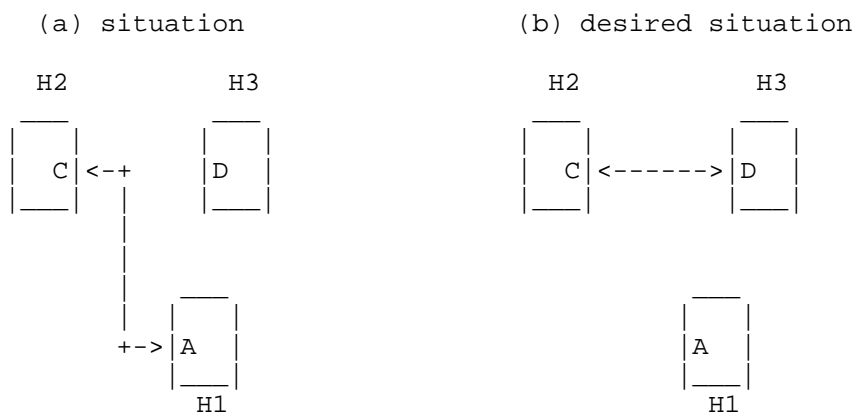 (a) situation (b) desired situation
H2 H3 H2 H3
C D C D
A A
H1 H1